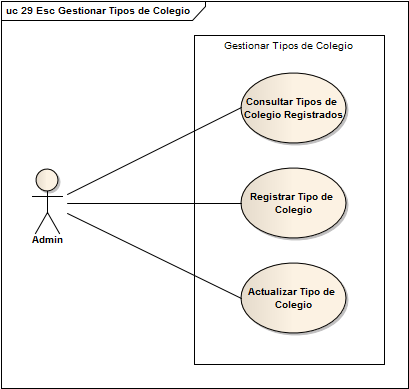 uc 29 Esc Gestionar Tipos de Colegio
Gestionar Tipos de Colegio
Consultar Tipos de
Colegio Registrados
Registrar Tipo de
Colegio
Admin
Actualizar Tipo de
Colegio